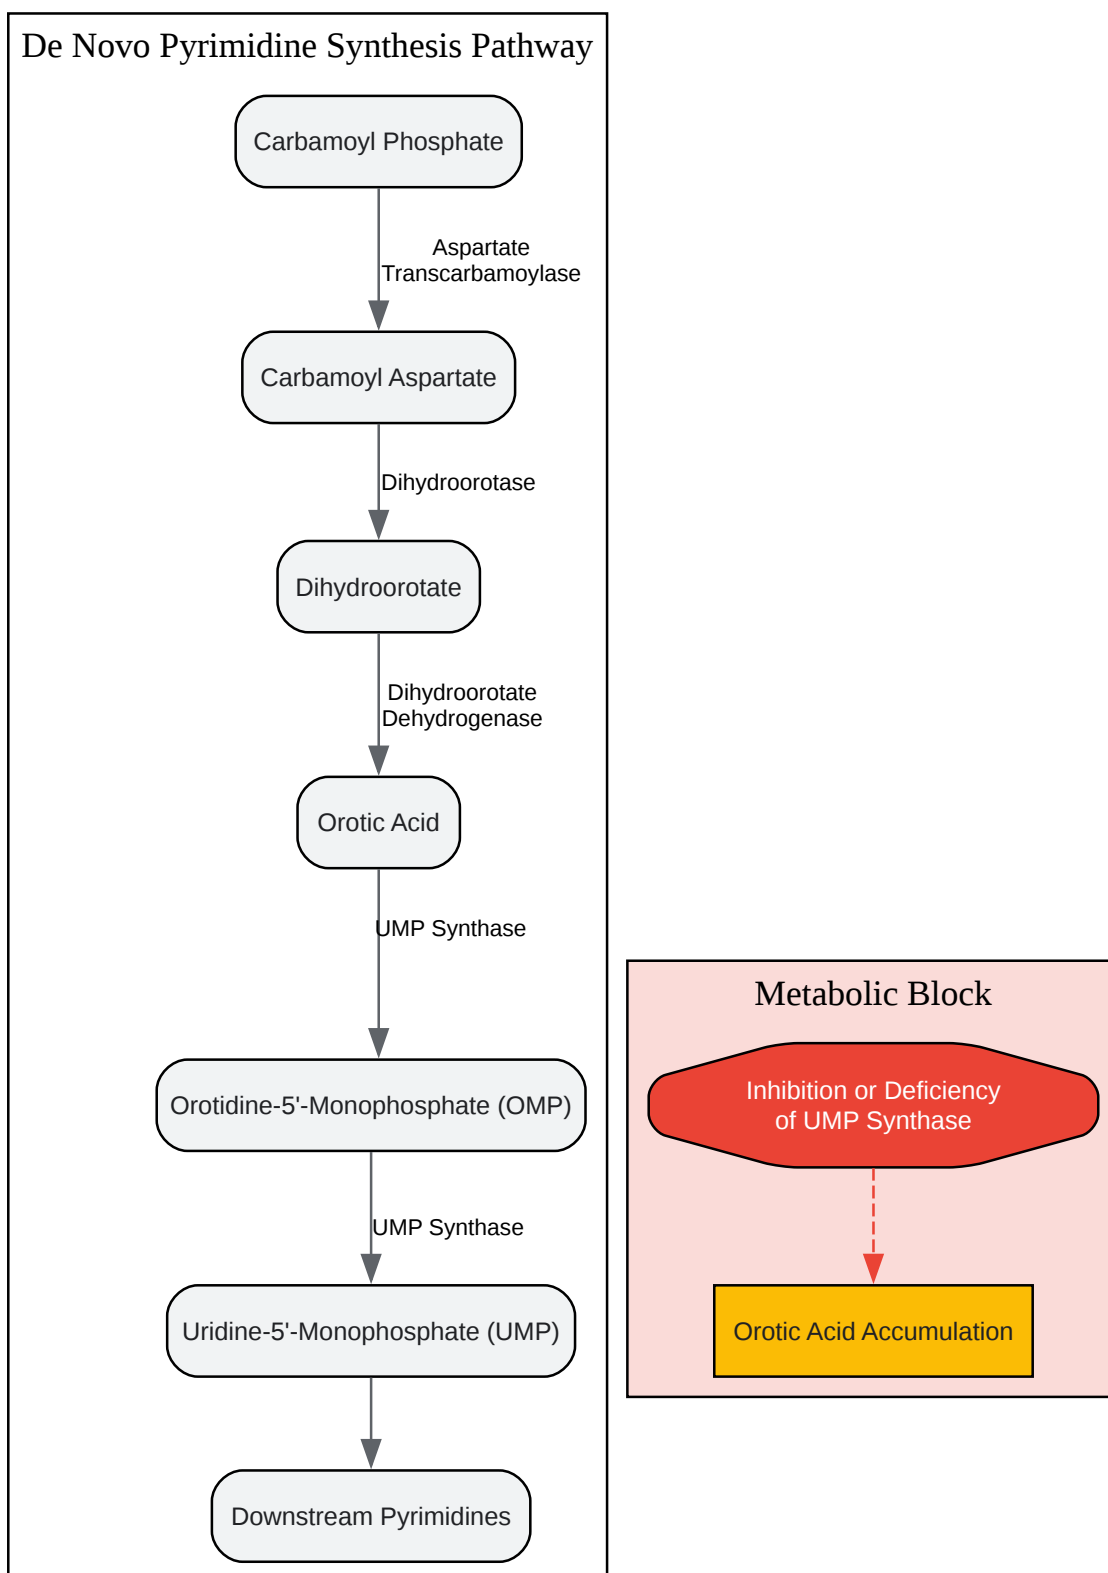 De Novo Pyrimidine Synthesis Pathway
Carbamoyl Phosphate
Aspartate
Transcarbamoylase
Carbamoyl Aspartate
Dihydroorotase
Dihydroorotate
Dihydroorotate
Dehydrogenase
Orotic Acid
UMP Synthase
Orotidine-5'-Monophosphate (OMP)
UMP Synthase
Uridine-5'-Monophosphate (UMP)
Downstream Pyrimidines
Metabolic Block
Inhibition or Deficiency
of UMP Synthase
Orotic Acid Accumulation